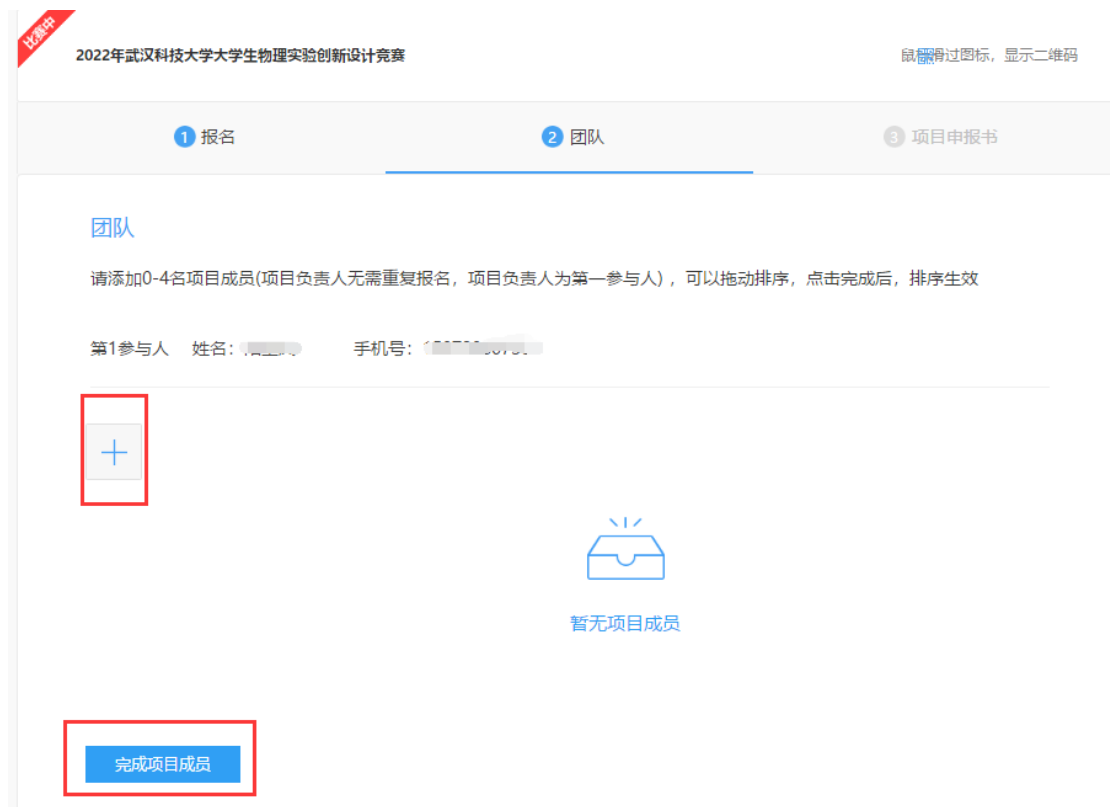 比赛中
2022年武汉科技大学大学生物理实验创新设计竞赛
鼠标滑过图标，显示二维码
1 报名
2 团队
3 项目申报书
团队
请添加0-4名项目成员(项目负责人无需重复报名，项目负责人为第一参与人)，可以拖动排序，点击完成后，排序生效
第1参与人 姓名： 手机号：
暂无项目成员
完成项目成员